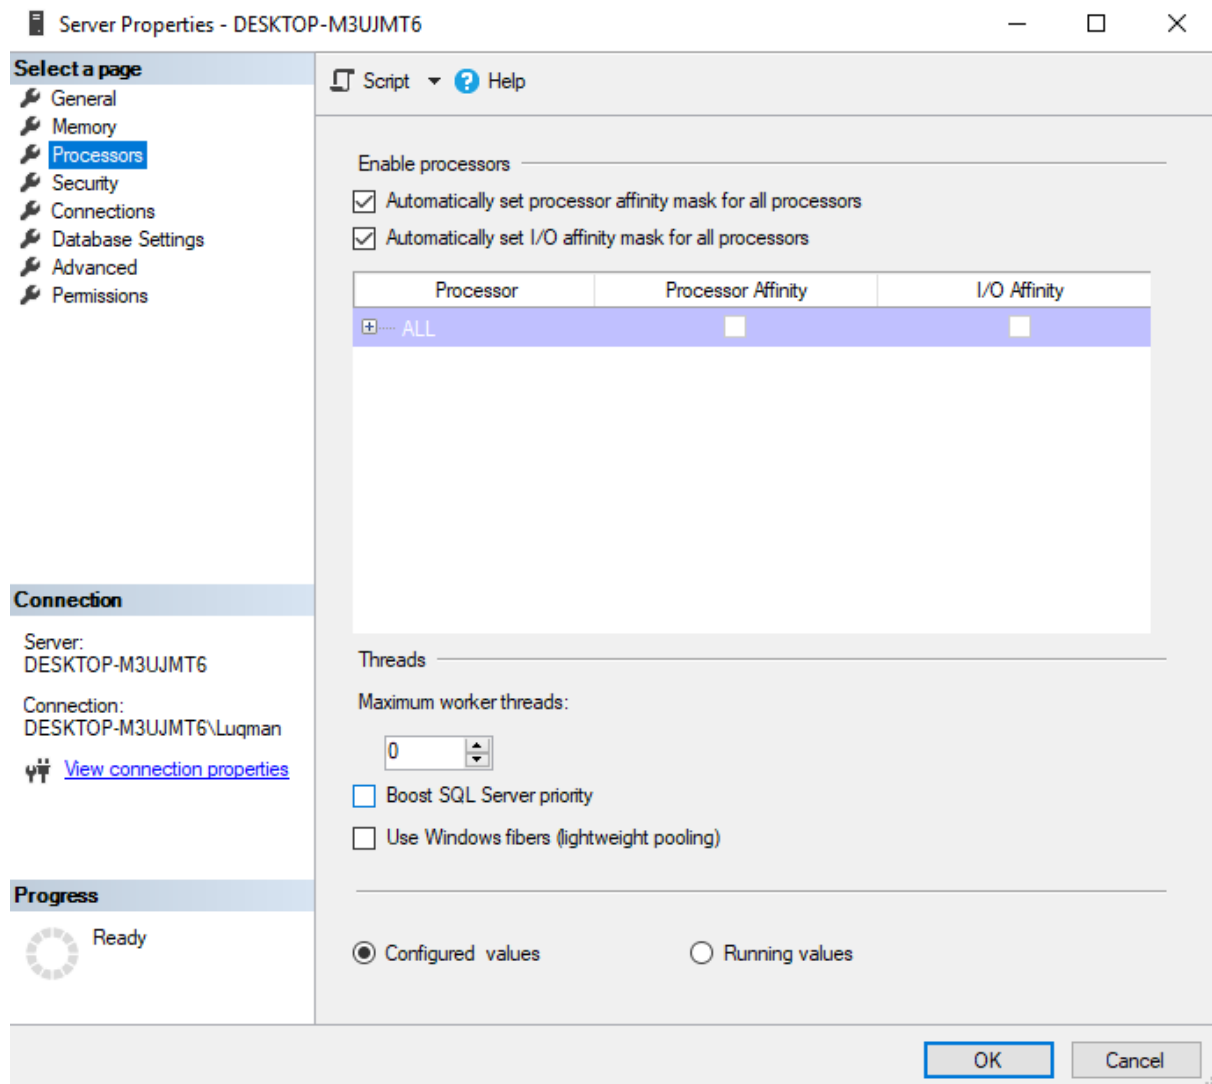 Server Properties - DESKTOP-M3UJMT6
Select a page
General
Memory
Processors
Security
Connections
Database Settings
Advanced
Permissions
Connection
Server:
DESKTOP-M3UJMT6
Connection:
DESKTOP-M3UJMT6\Luqman
View connection properties
Progress
Ready
Script
Help
Enable processors
Automatically set processor affinity mask for all processors
Automatically set I/O affinity mask for all processors
Processor Processor Affinity I/O Affinity
ALL
Threads
Maximum worker threads:
0
Boost SQL Server priority
Use Windows fibers (lightweight pooling)
Configured values Running values
OK Cancel